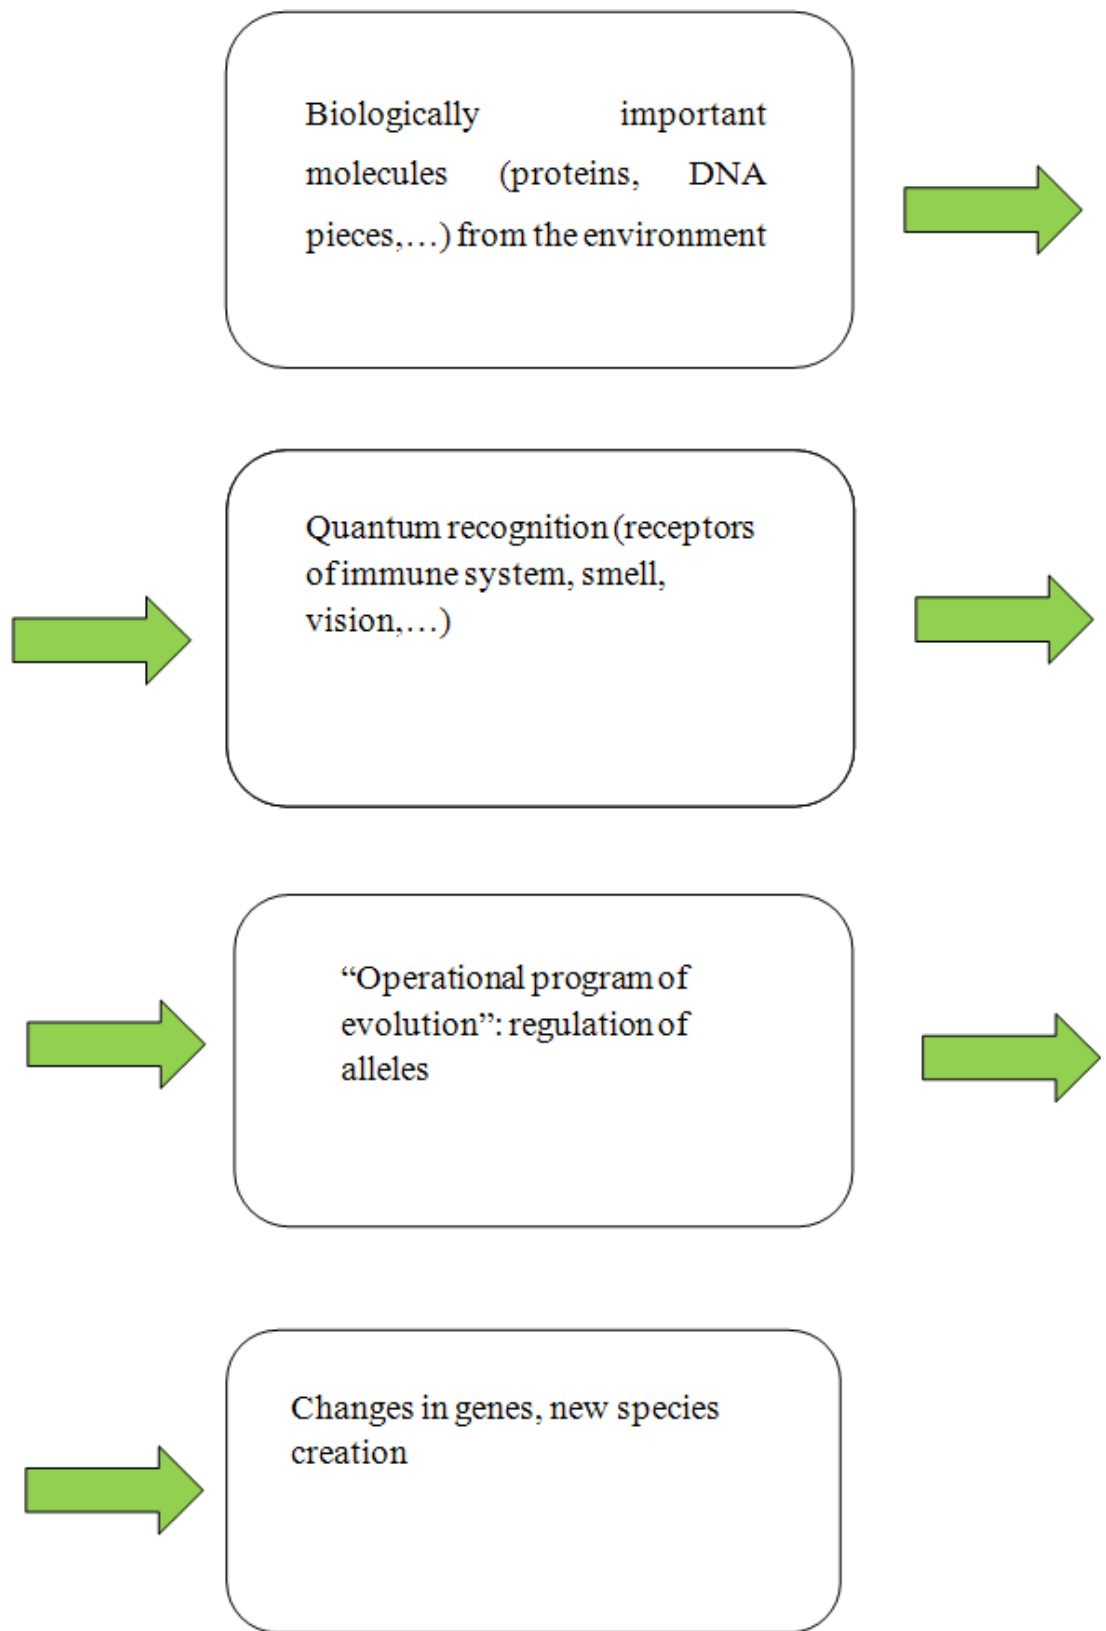 Biologically important
molecules (proteins, DNA
pieces,…) from the environment
Quantum recognition (receptors
of immune system, smell,
vision,…)
“Operational program of
evolution”: regulation of
alleles
Changes in genes, new species
creation